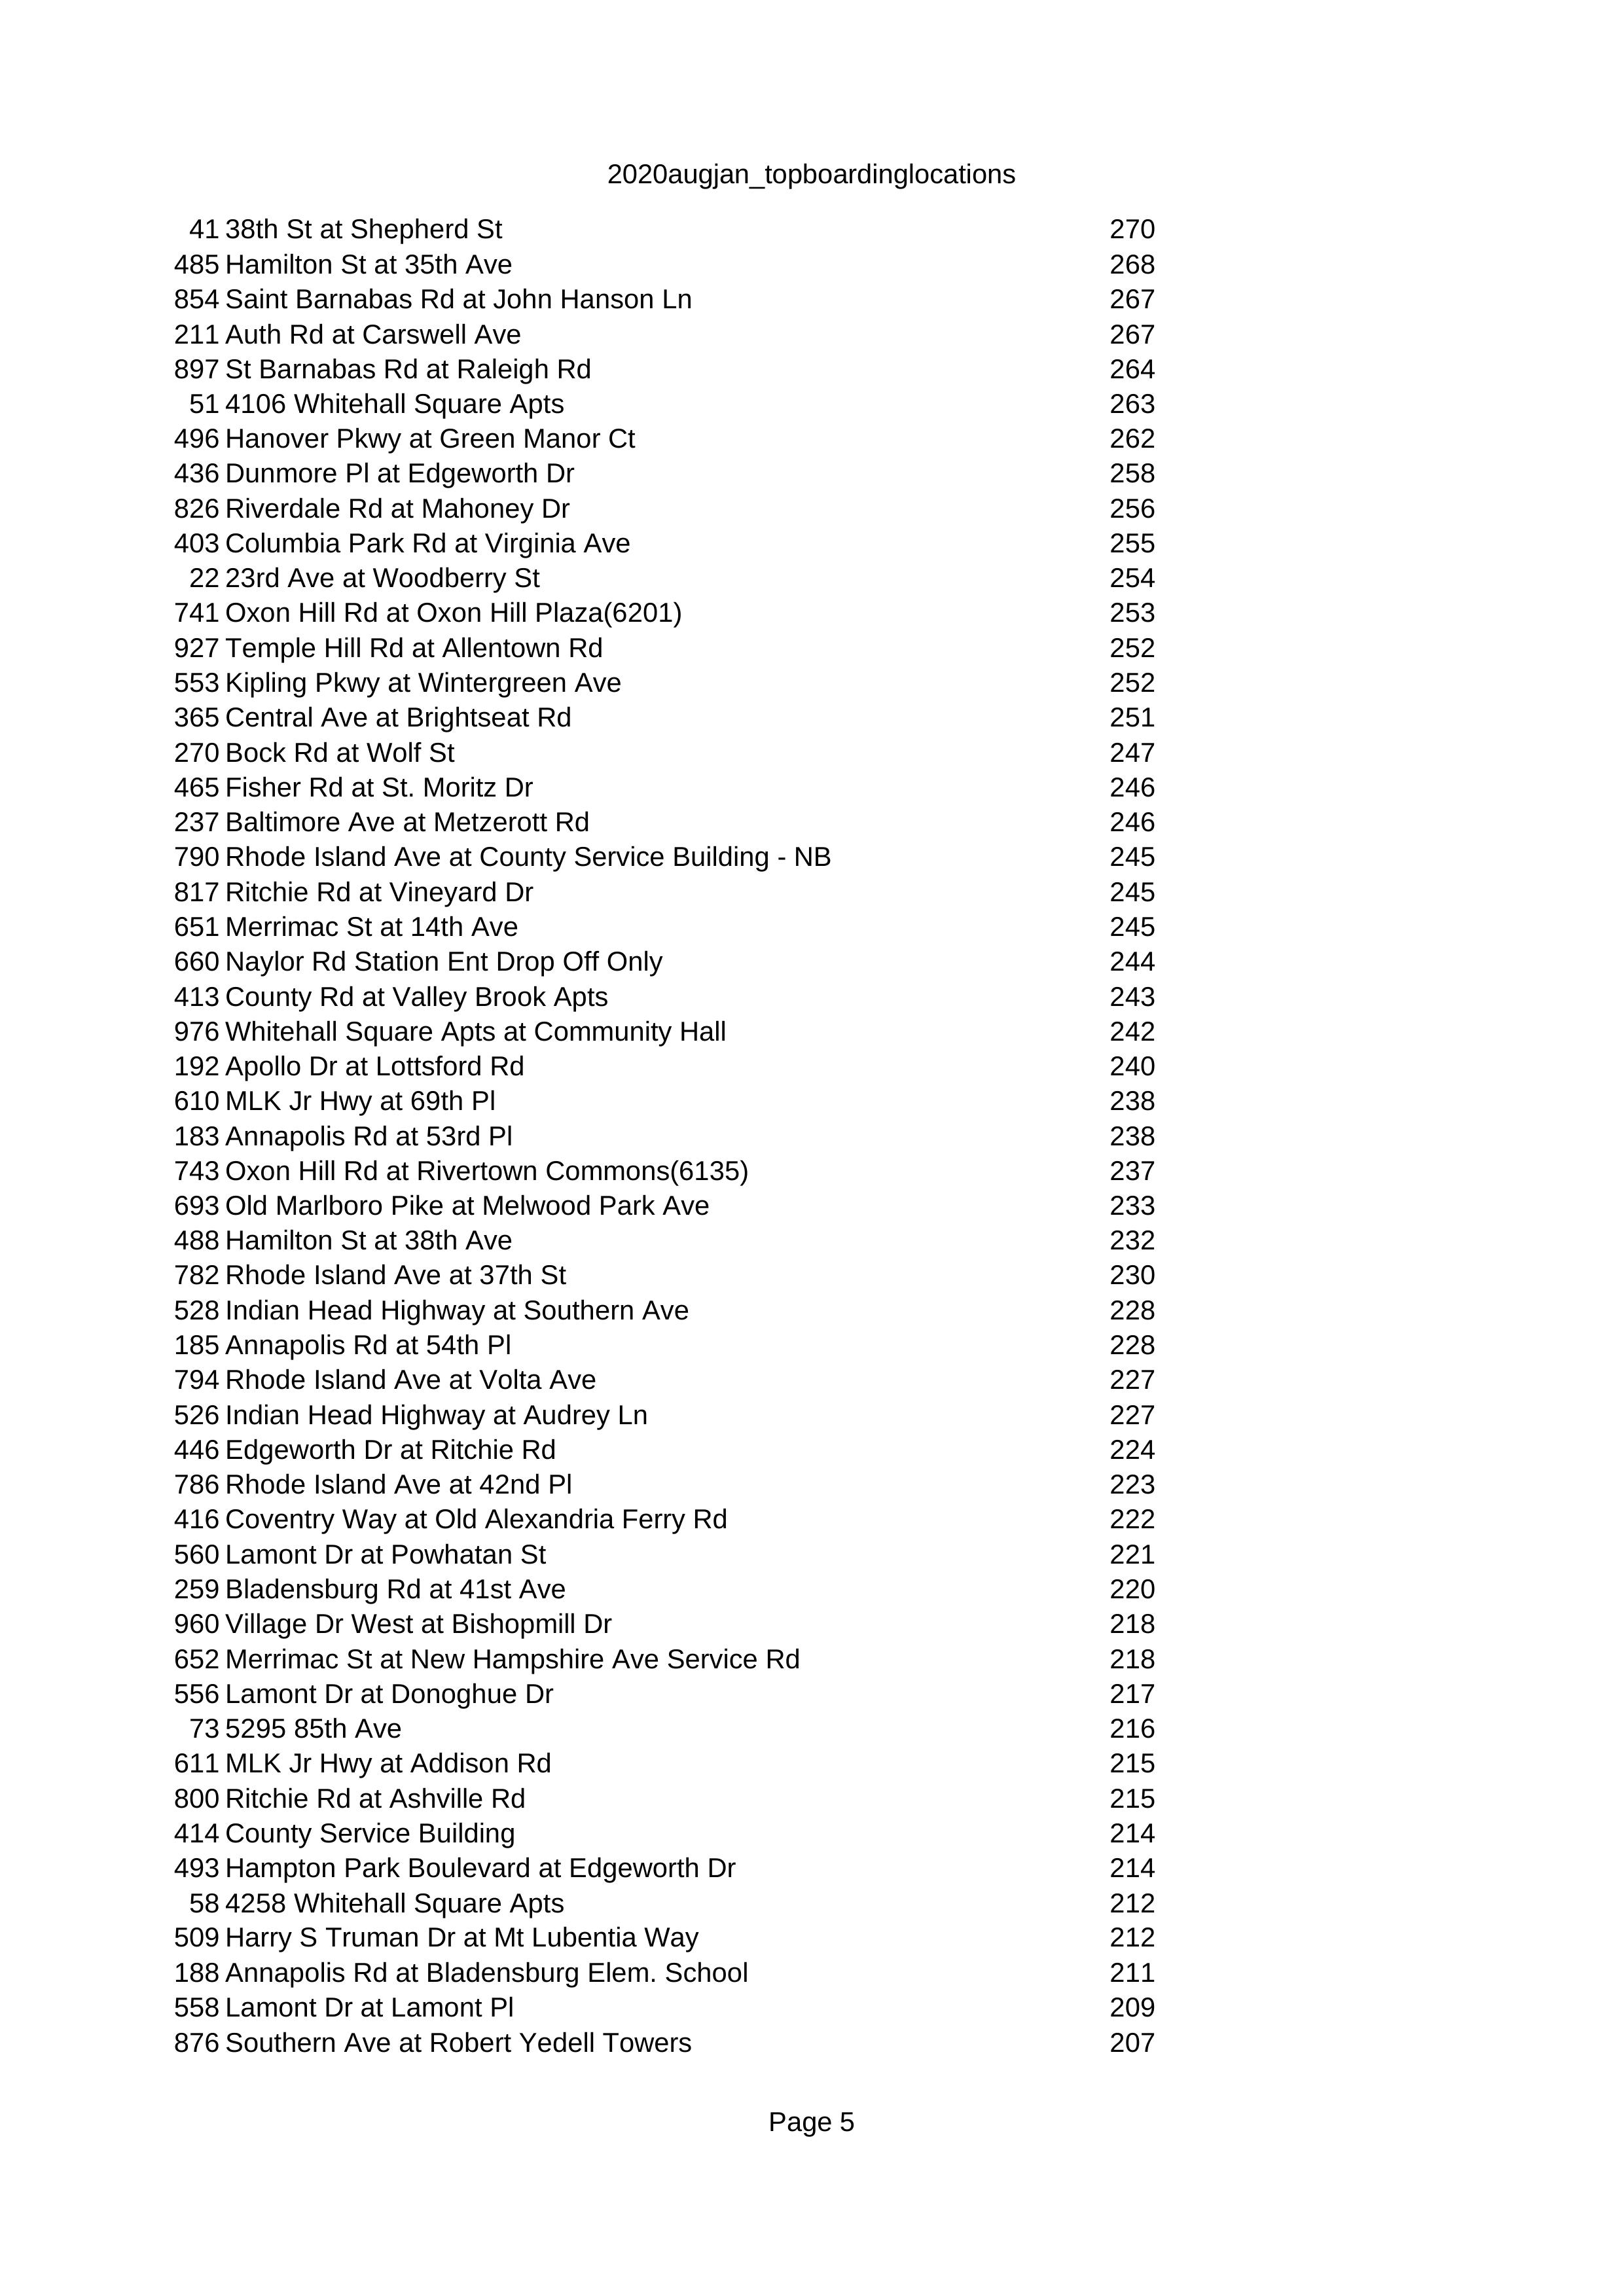 2020augjan_topboardinglocations
41 38th St at Shepherd St 270
485 Hamilton St at 35th Ave 268
854 Saint Barnabas Rd at John Hanson Ln 267
211 Auth Rd at Carswell Ave 267
897 St Barnabas Rd at Raleigh Rd 264
51 4106 Whitehall Square Apts 263
496 Hanover Pkwy at Green Manor Ct 262
436 Dunmore Pl at Edgeworth Dr 258
826 Riverdale Rd at Mahoney Dr 256
403 Columbia Park Rd at Virginia Ave 255
22 23rd Ave at Woodberry St 254
741 Oxon Hill Rd at Oxon Hill Plaza(6201) 253
927 Temple Hill Rd at Allentown Rd 252
553 Kipling Pkwy at Wintergreen Ave 252
365 Central Ave at Brightseat Rd 251
270 Bock Rd at Wolf St 247
465 Fisher Rd at St. Moritz Dr 246
237 Baltimore Ave at Metzerott Rd 246
790 Rhode Island Ave at County Service Building - NB 245
817 Ritchie Rd at Vineyard Dr 245
651 Merrimac St at 14th Ave 245
660 Naylor Rd Station Ent Drop Off Only 244
413 County Rd at Valley Brook Apts 243
976 Whitehall Square Apts at Community Hall 242
192 Apollo Dr at Lottsford Rd 240
610 MLK Jr Hwy at 69th Pl 238
183 Annapolis Rd at 53rd Pl 238
743 Oxon Hill Rd at Rivertown Commons(6135) 237
693 Old Marlboro Pike at Melwood Park Ave 233
488 Hamilton St at 38th Ave 232
782 Rhode Island Ave at 37th St 230
528 Indian Head Highway at Southern Ave 228
185 Annapolis Rd at 54th Pl 228
794 Rhode Island Ave at Volta Ave 227
526 Indian Head Highway at Audrey Ln 227
446 Edgeworth Dr at Ritchie Rd 224
786 Rhode Island Ave at 42nd Pl 223
416 Coventry Way at Old Alexandria Ferry Rd 222
560 Lamont Dr at Powhatan St 221
259 Bladensburg Rd at 41st Ave 220
960 Village Dr West at Bishopmill Dr 218
652 Merrimac St at New Hampshire Ave Service Rd 218
556 Lamont Dr at Donoghue Dr 217
73 5295 85th Ave 216
611 MLK Jr Hwy at Addison Rd 215
800 Ritchie Rd at Ashville Rd 215
414 County Service Building 214
493 Hampton Park Boulevard at Edgeworth Dr 214
58 4258 Whitehall Square Apts 212
509 Harry S Truman Dr at Mt Lubentia Way 212
188 Annapolis Rd at Bladensburg Elem. School 211
558 Lamont Dr at Lamont Pl 209
876 Southern Ave at Robert Yedell Towers 207
Page 5